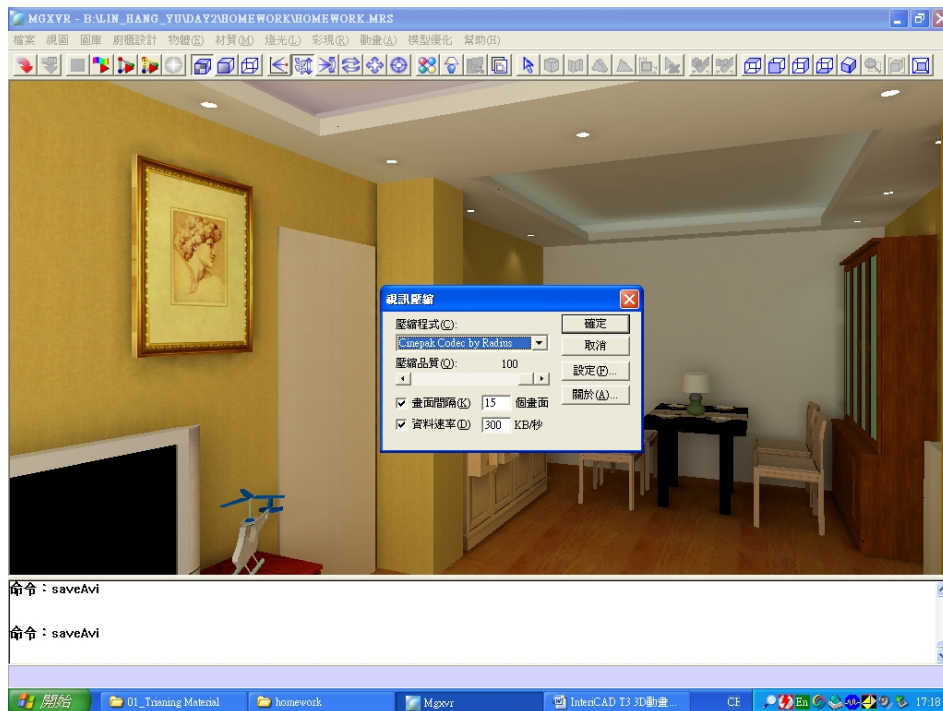 MGXVR - B:\LIN_HANG_YU\DAY2\HOMEWORK\HOMEWORK.MRS
檔案 視圖 圖庫 廚櫃設計 物體(E) 材質(M) 燈光(L) 彩現(R) 動畫(A) 模型優化 幫助(H)
視訊壓縮
壓縮程式(C):
確定
Cinepak Codec by Radius
取消
壓縮品質(Q): 100
設定(F)...
關於(A)...
畫面間隔(K) 15 個畫面
資料速率(D) 300 KB/秒
命令：saveAvi
命令：saveAvi
開始 01_Trianing Material homework Mgxvr InteriCAD T3 3D動畫... CH En 17:18